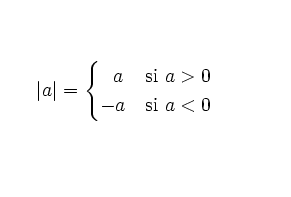 |a| = { a si a > 0
-a si a < 0